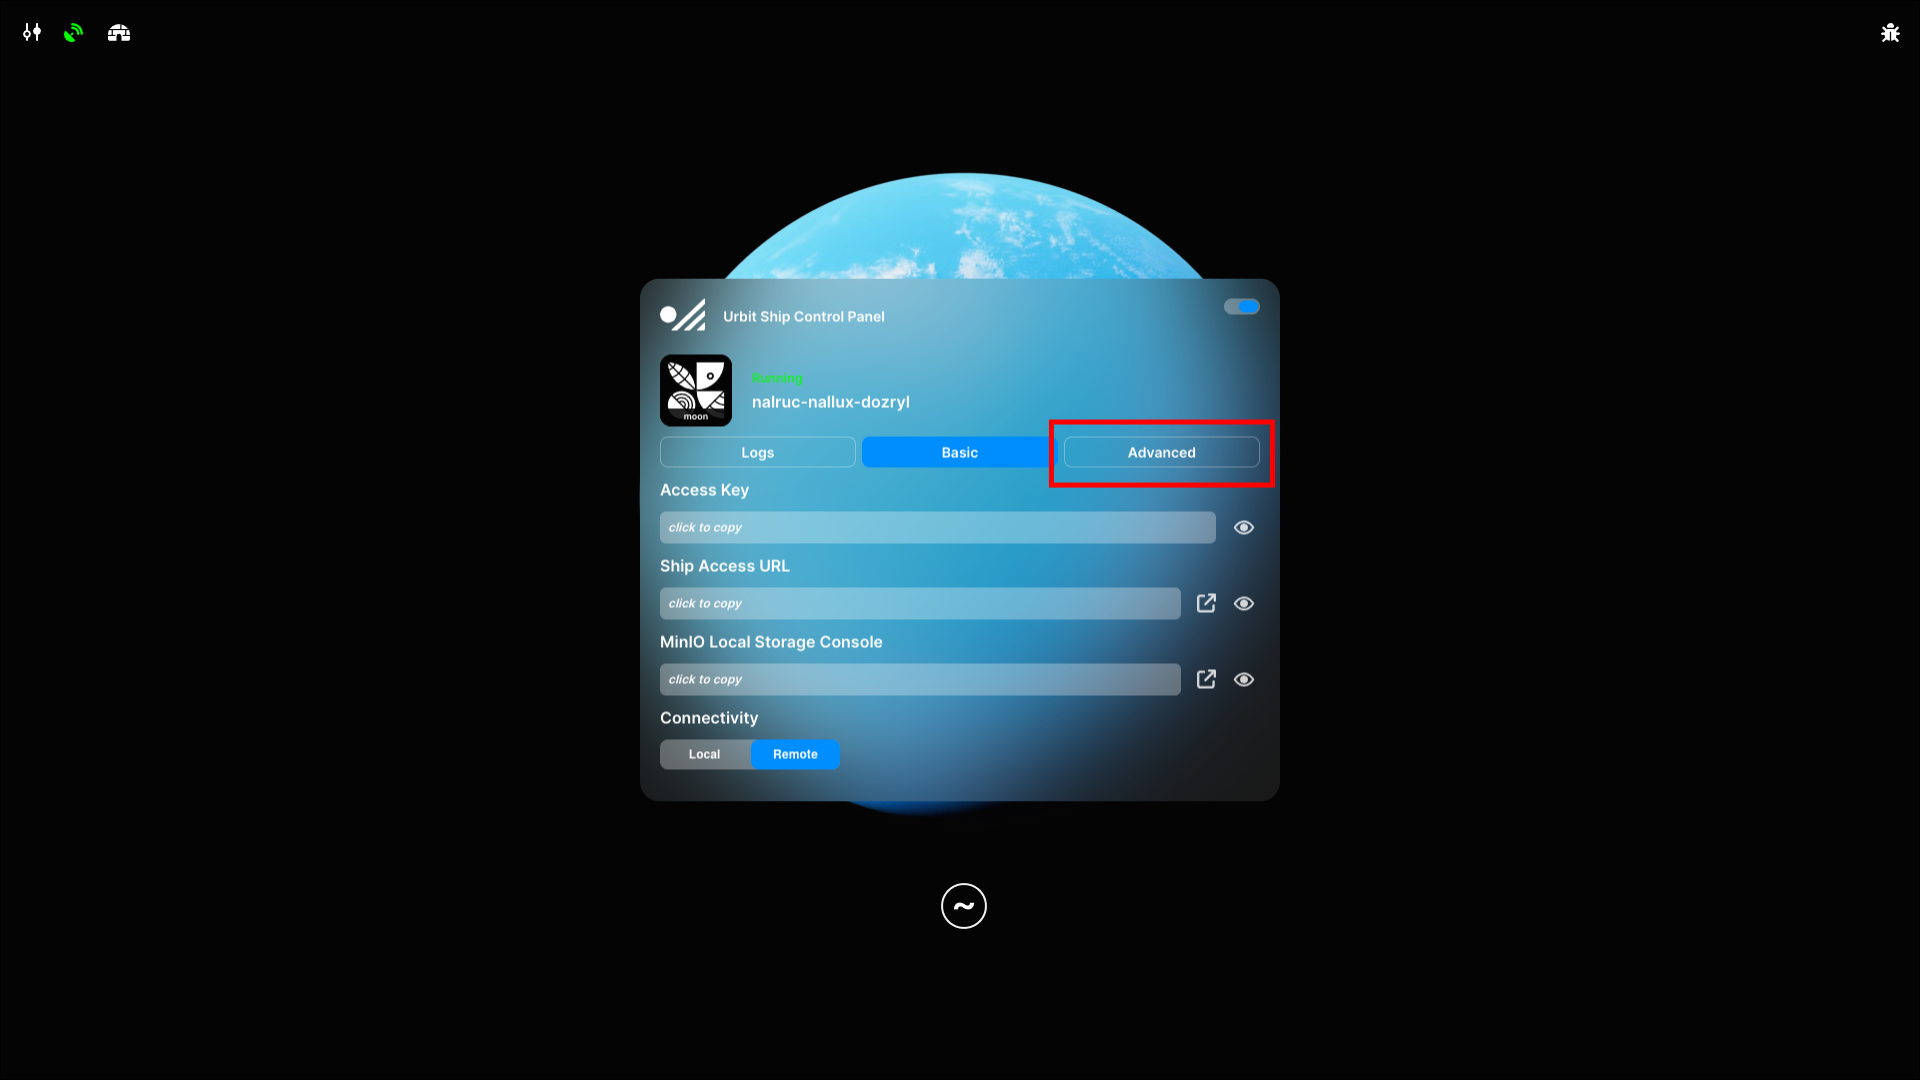 Urbit Ship Control Panel
Running
nalruc-nallux-dozryl
moon
Logs
Basic
Advanced
Access Key
click to copy
Ship Access URL
click to copy
MinIO Local Storage Console
click to copy
Connectivity
Local
Remote
~